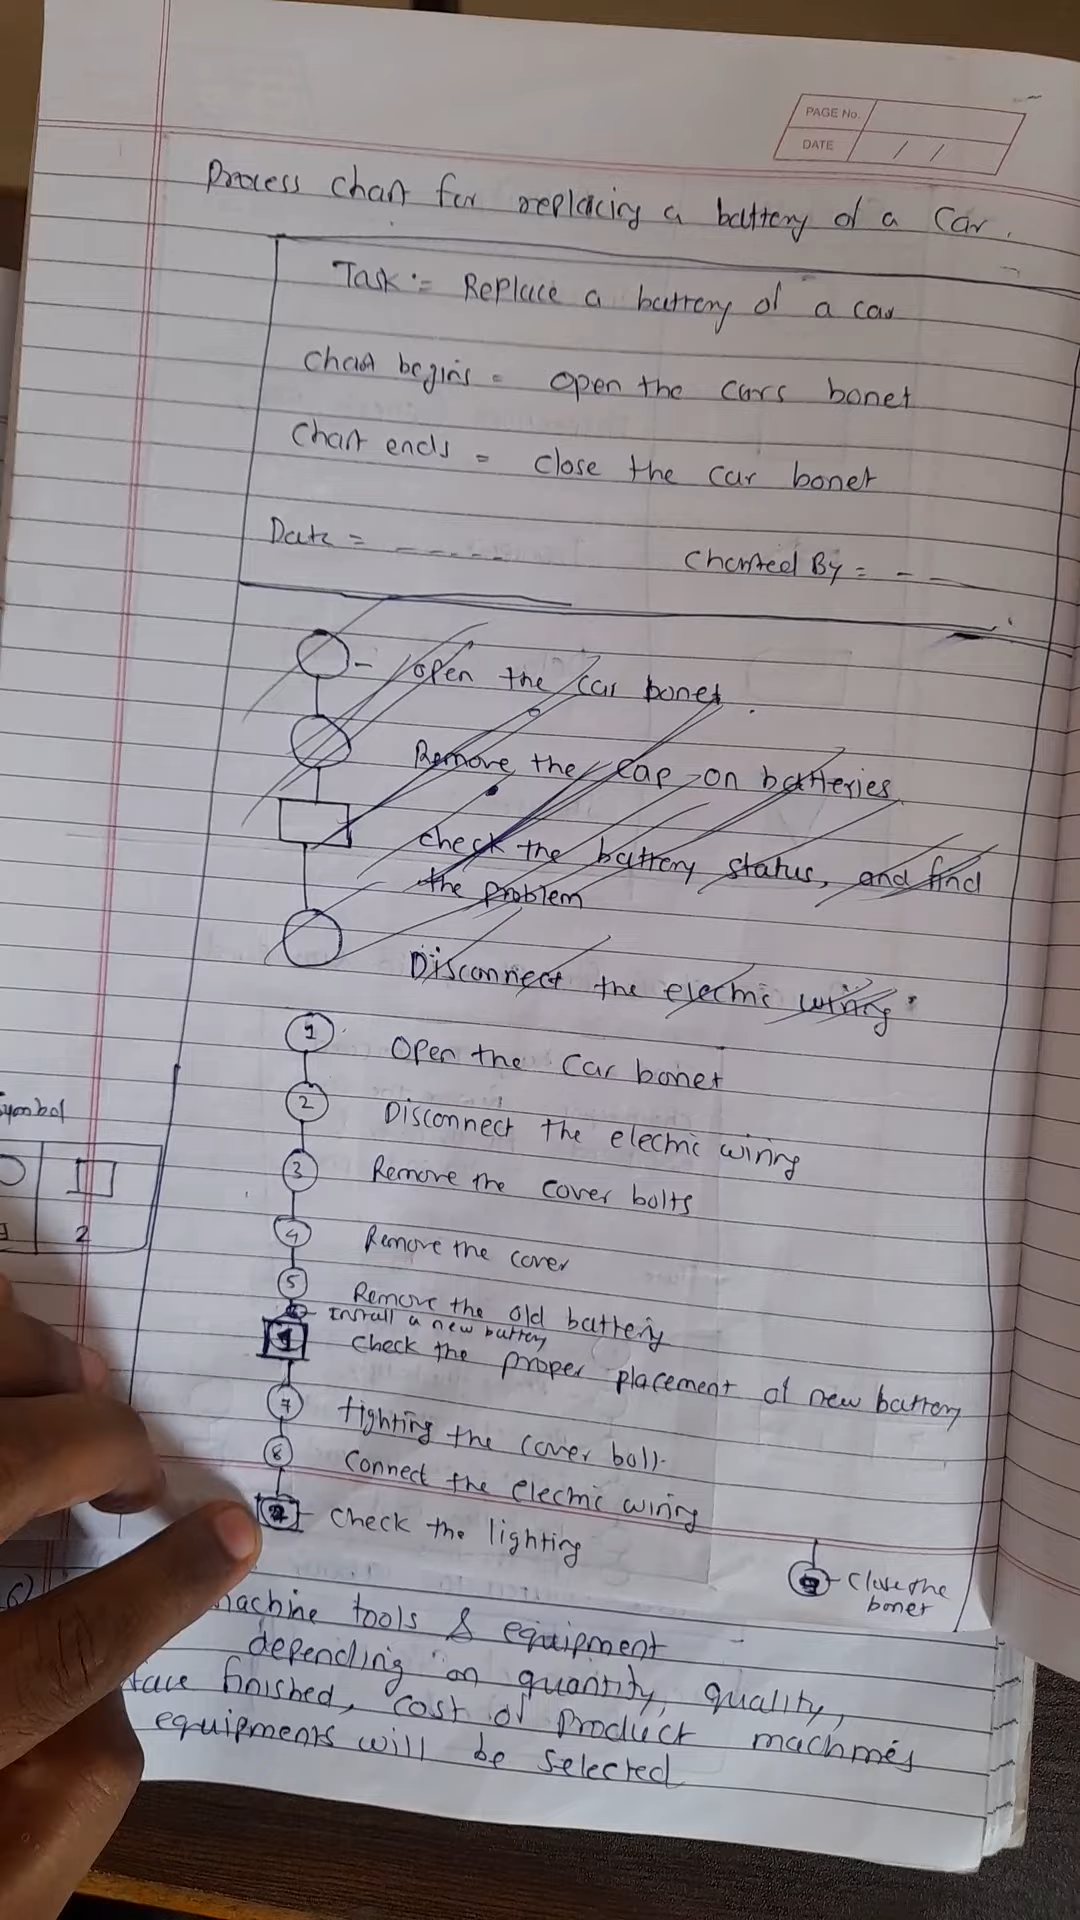 PAGE No.
DATE / /
Process chart for replacing a battery of a car.
Task := Replace a battery of a car
Chart begins = open the cars bonet
Chart ends = close the car bonet
Date = -----
Charted By = - -
- open the car bonet.
Remove the cap on batteries
check the battery status, and find
the problem
Disconnect the electric wiring
1 Open the Car bonet
2 Disconnect the electric wiring
Symbol
3 Remove the cover bolts
2
4 Remove the cover
5 Remove the old battery
Install a new battery
1 Check the proper placement of new battery
7 tighting the cover bolt.
8 Connect the electric wiring
2 - Check the lighting
9 - Close the
bonet
machine tools & equipment -
depending on quantity, quality,
face finished, cost of product machines
equipments will be selected